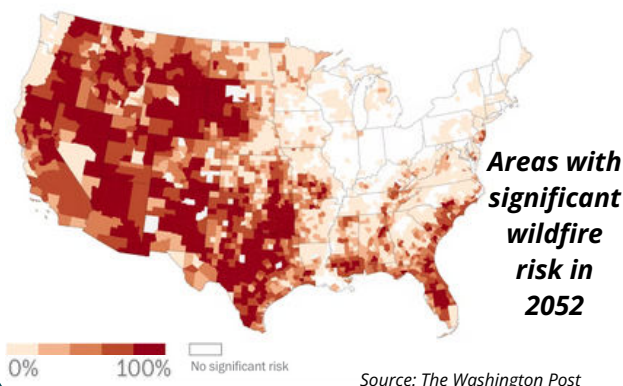 Areas with
significant
wildfire
risk in
2052
0% 100% No significant risk
Source: The Washington Post